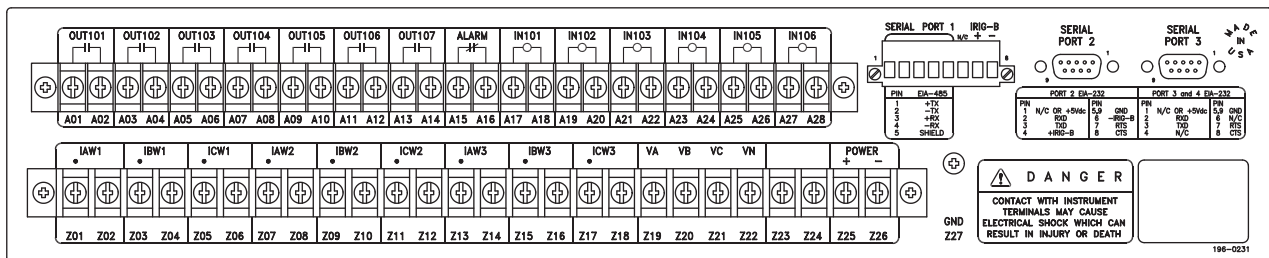 OUT101 OUT102 OUT103 OUT104 OUT105 OUT106 OUT107 ALARM IN101 IN102 IN103 IN104 IN105 IN106
A01 A02 A03 A04 A05 A06 A07 A08 A09 A10 A11 A12 A13 A14 A15 A16 A17 A18 A19 A20 A21 A22 A23 A24 A25 A26 A27 A28
SERIAL PORT 1 IRIG-B
N/C + −
1 8
PIN EIA-485
1 +TX
2 -TX
3 +RX
4 -RX
5 SHIELD
SERIAL
PORT 2
1
9
SERIAL
PORT 3
1
9
MADE
IN
USA
PORT 2 EIA-232
PIN PIN
1 N/C OR +5Vdc 5,9 GND
2 RXD 6 -IRIG-B
3 TXD 7 RTS
4 +IRIG-B 8 CTS
PORT 3 and 4 EIA-232
PIN PIN
1 N/C OR +5Vdc 5,9 GND
2 RXD 6 N/C
3 TXD 7 RTS
4 N/C 8 CTS
IAW1 IBW1 ICW1 IAW2 IBW2 ICW2 IAW3 IBW3 ICW3 VA VB VC VN POWER
+ −
Z01 Z02 Z03 Z04 Z05 Z06 Z07 Z08 Z09 Z10 Z11 Z12 Z13 Z14 Z15 Z16 Z17 Z18 Z19 Z20 Z21 Z22 Z23 Z24 Z25 Z26
GND
Z27
DANGER
CONTACT WITH INSTRUMENT
TERMINALS MAY CAUSE
ELECTRICAL SHOCK WHICH CAN
RESULT IN INJURY OR DEATH
196-0231